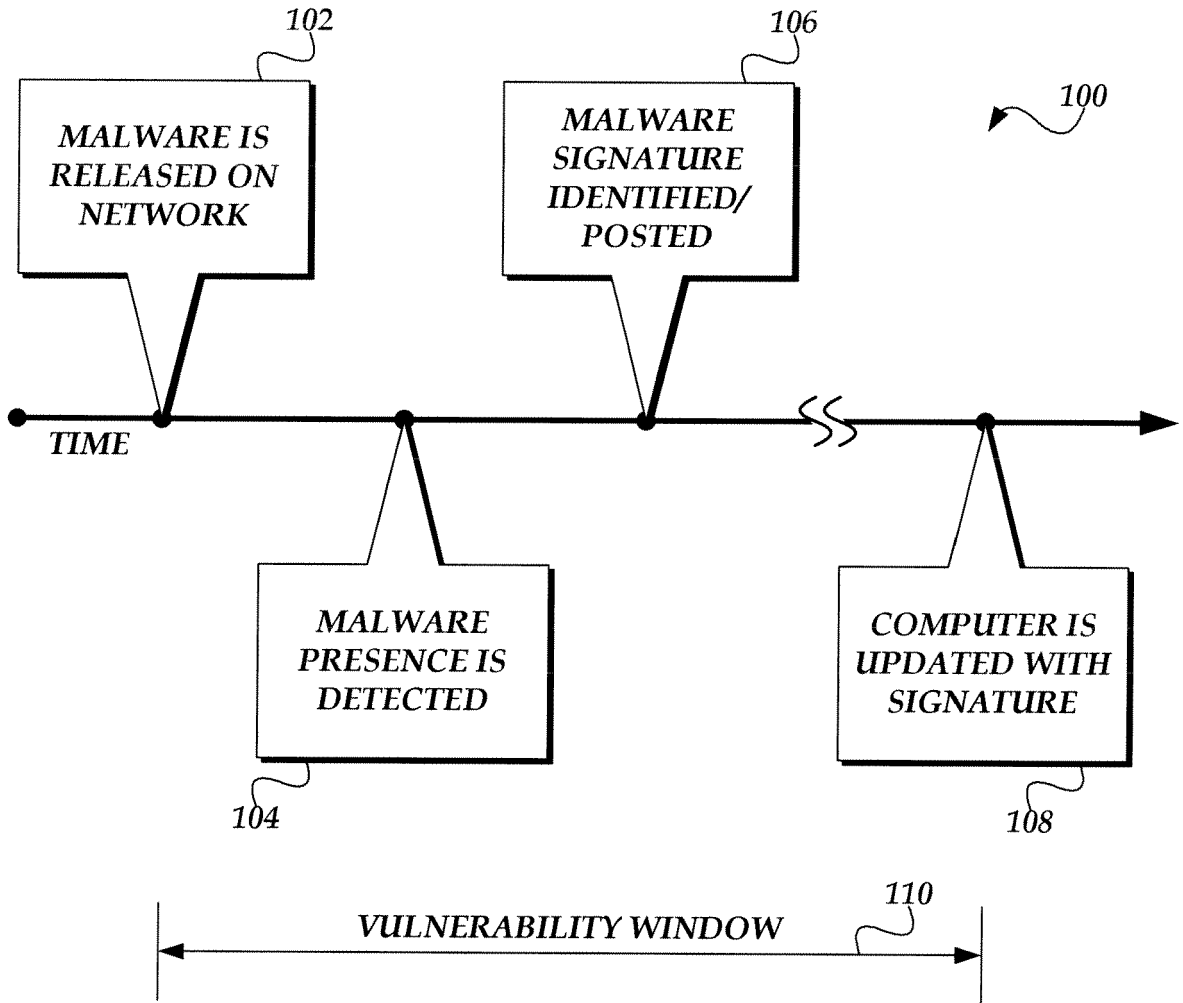 102
MALWARE IS
RELEASED ON
NETWORK
106
MALWARE
SIGNATURE
IDENTIFIED/
POSTED
100
TIME
MALWARE
PRESENCE IS
DETECTED
104
COMPUTER IS
UPDATED WITH
SIGNATURE
108
110
VULNERABILITY WINDOW